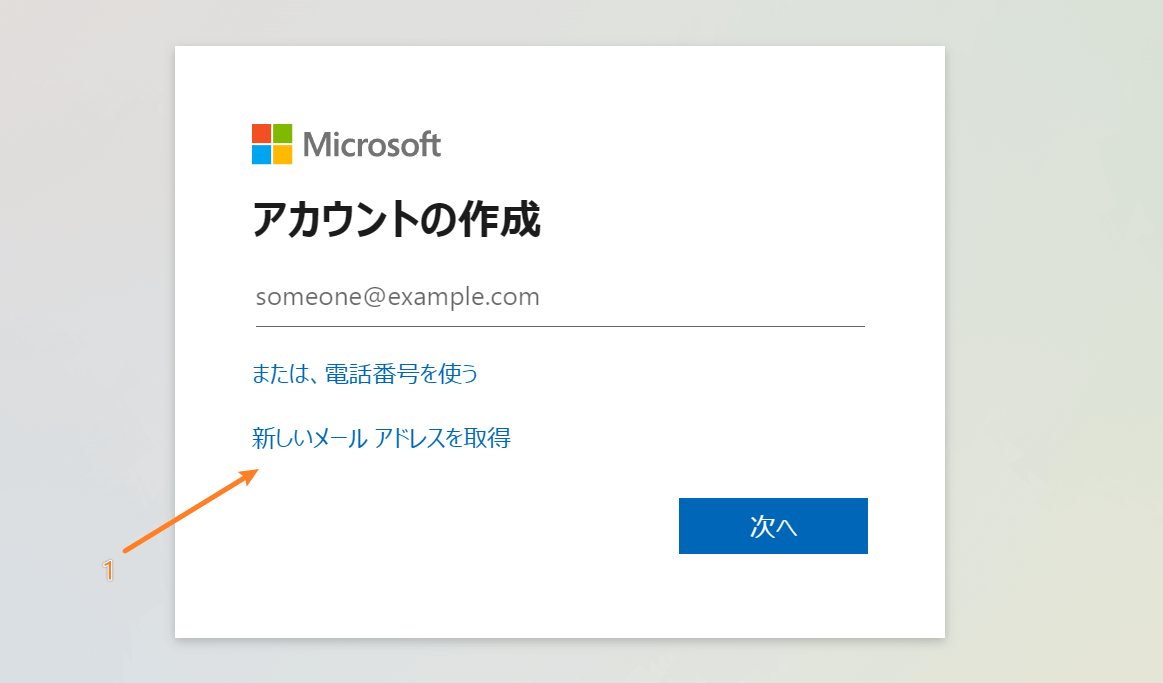 Microsoft
アカウントの作成
someone@example.com
または、電話番号を使う
新しいメール アドレスを取得
次へ
1